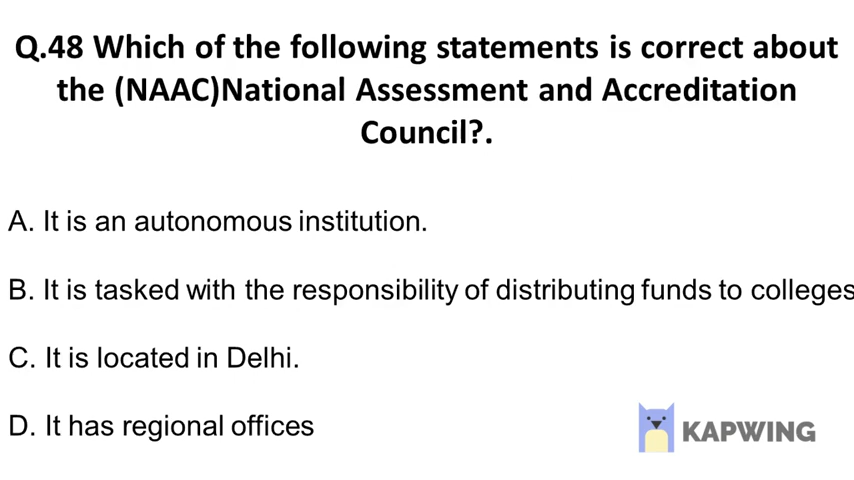 Q.48 Which of the following statements is correct about
the (NAAC)National Assessment and Accreditation
Council?.
A. It is an autonomous institution.
B. It is tasked with the responsibility of distributing funds to colleges
C. It is located in Delhi.
D. It has regional offices
KAPWING